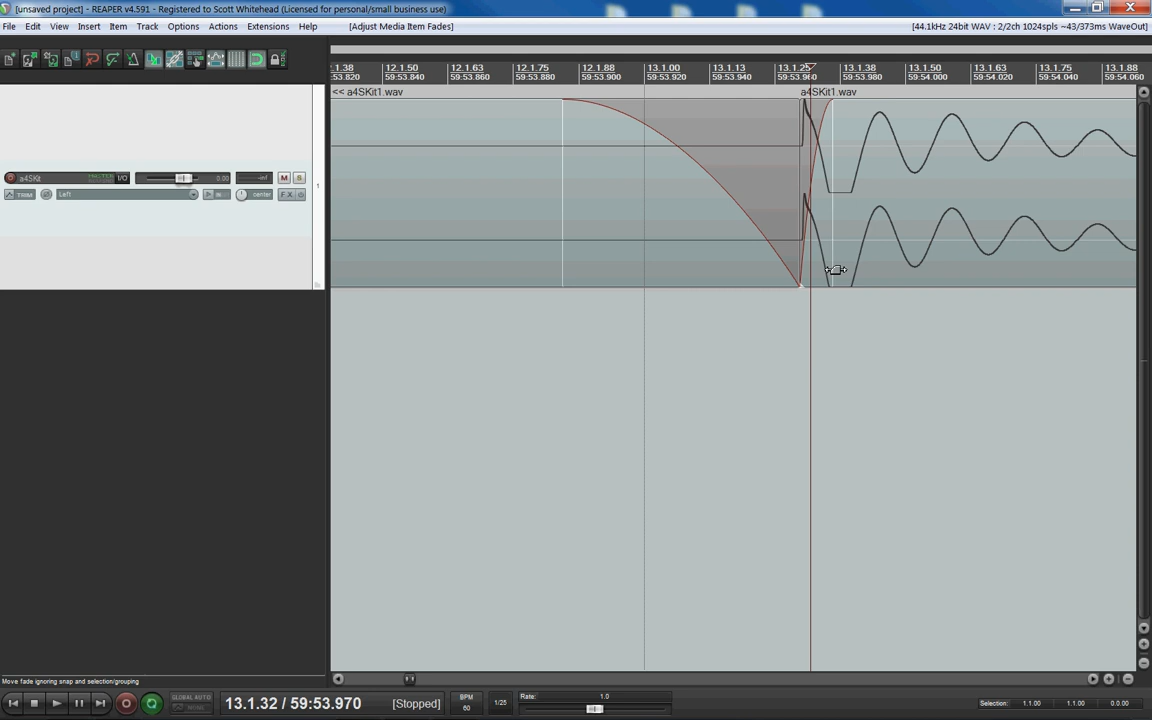 [unsaved project] - REAPER v4.591 - Registered to Scott Whitehead (Licensed for personal/small business use)
File Edit View Insert Item Track Options Actions Extensions Help [Adjust Media Item Fades] [44.1kHz 24bit WAV : 2/2ch 1024spls ~43/373ms WaveOut]
.1.38 12.1.50 12.1.63 12.1.75 12.1.88 13.1.00 13.1.13 13.1.25 13.1.38 13.1.50 13.1.63 13.1.75 13.1.88
53.820 59:53.840 59:53.860 59:53.880 59:53.900 59:53.920 59:53.940 59:53.960 59:53.980 59:54.000 59:54.020 59:54.040 59:54.060
<< a4SKit1.wav a4SKit1.wav
a4SKit I/O 0.00 -inf M S
TRIM Left center FX
1
Move fade ignoring snap and selection/grouping
GLOBAL AUTO
NONE
13.1.32 / 59:53.970 [Stopped]
BPM
60
1/25
Rate: 1.0
Selection: 1.1.00 1.1.00 0.0.00